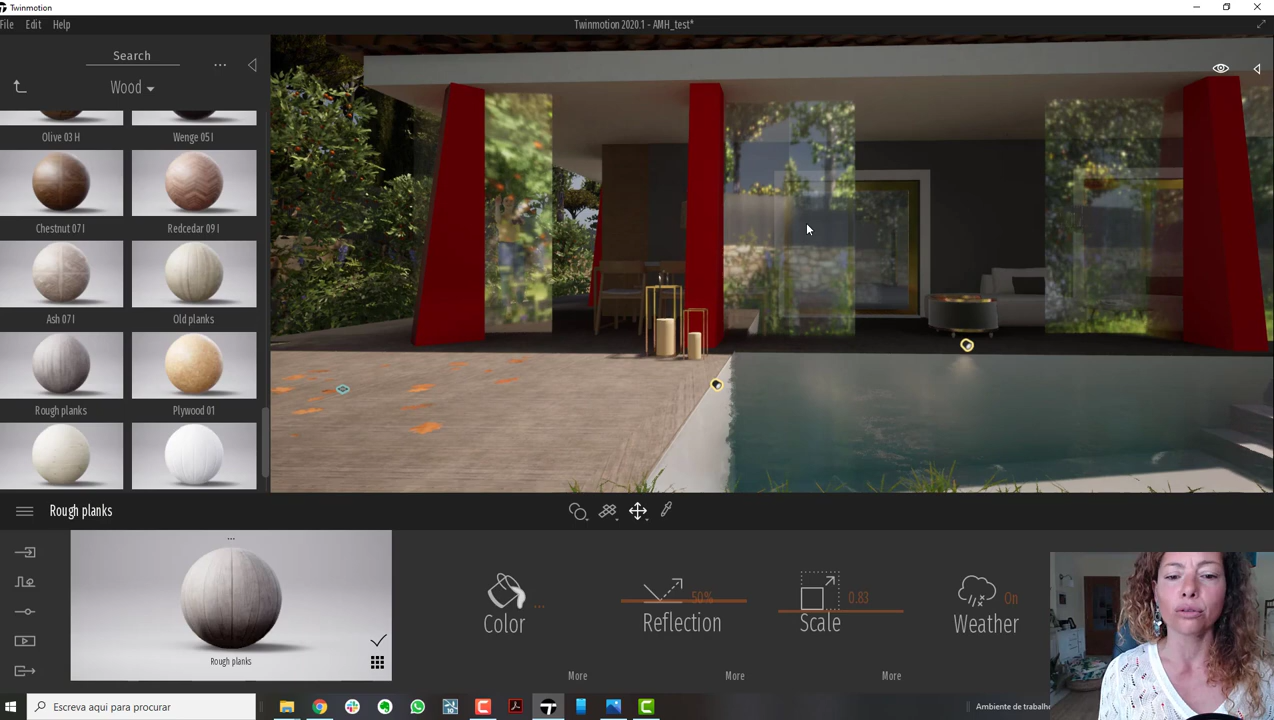 Twinmotion
Twinmotion 2020.1 - AMH_test*
File Edit Help
Search
...
Wood
Olive 03 H
Wenge 05 I
Chestnut 07 I
Redcedar 09 I
Ash 07 I
Old planks
Rough planks
Plywood 01
Rough planks
...
Rough planks
Color
...
More
50%
Reflection
More
0.83
Scale
More
On
Weather
Escreva aqui para procurar
Ambiente de trabalho